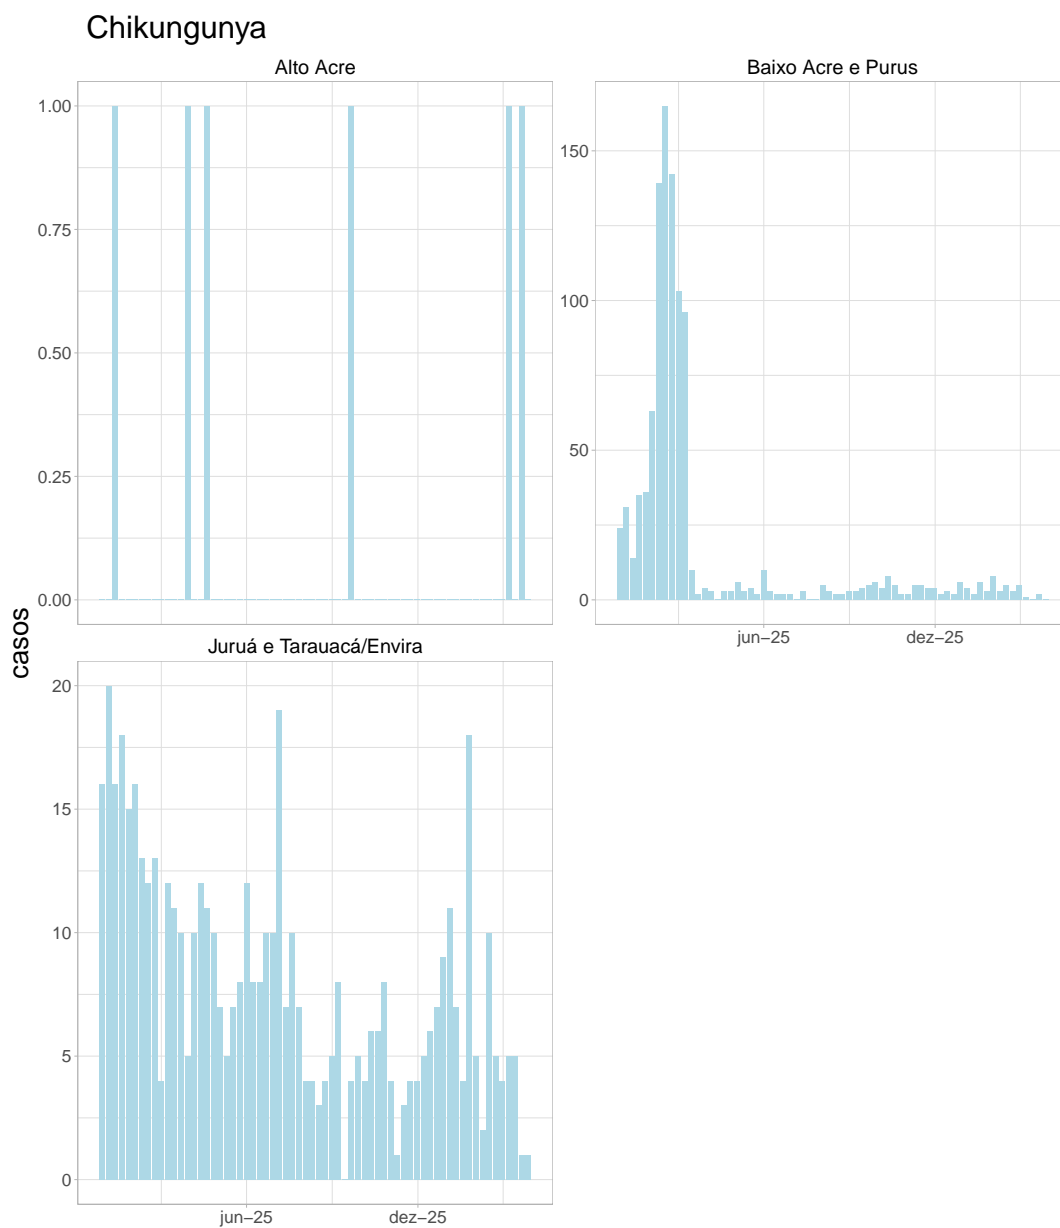 Chikungunya
Alto Acre
1.00
0.75
0.50
0.25
0.00
Baixo Acre e Purus
150
100
50
0
jun−25
dez−25
casos
Juruá e Tarauacá/Envira
20
15
10
5
0
jun−25
dez−25